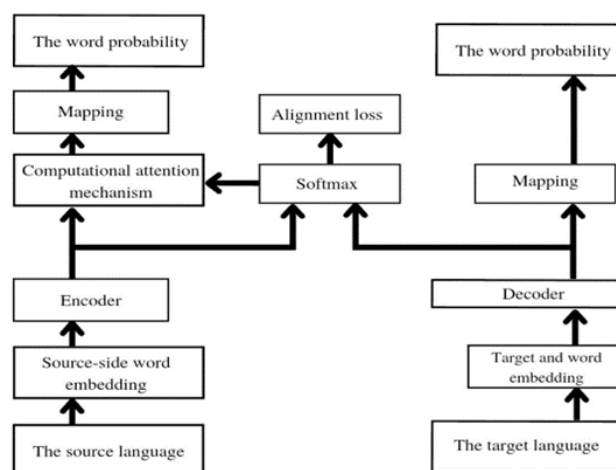 The word probability
The word probability
Mapping
Alignment loss
Computational attention
mechanism
Softmax
Mapping
Encoder
Decoder
Source-side word
embedding
Target and word
embedding
The source language
The target language